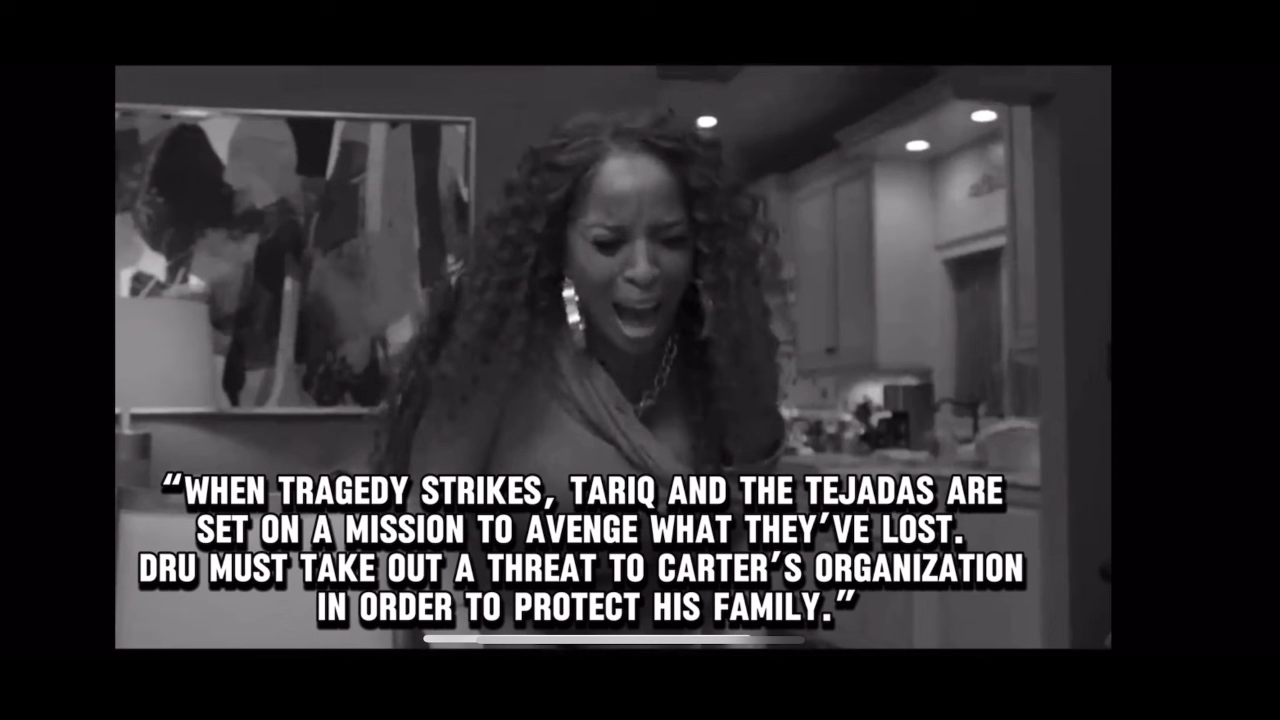 “WHEN TRAGEDY STRIKES, TARIQ AND THE TEJADAS ARE
SET ON A MISSION TO AVENGE WHAT THEY’VE LOST.
DRU MUST TAKE OUT A THREAT TO CARTER’S ORGANIZATION
IN ORDER TO PROTECT HIS FAMILY.”